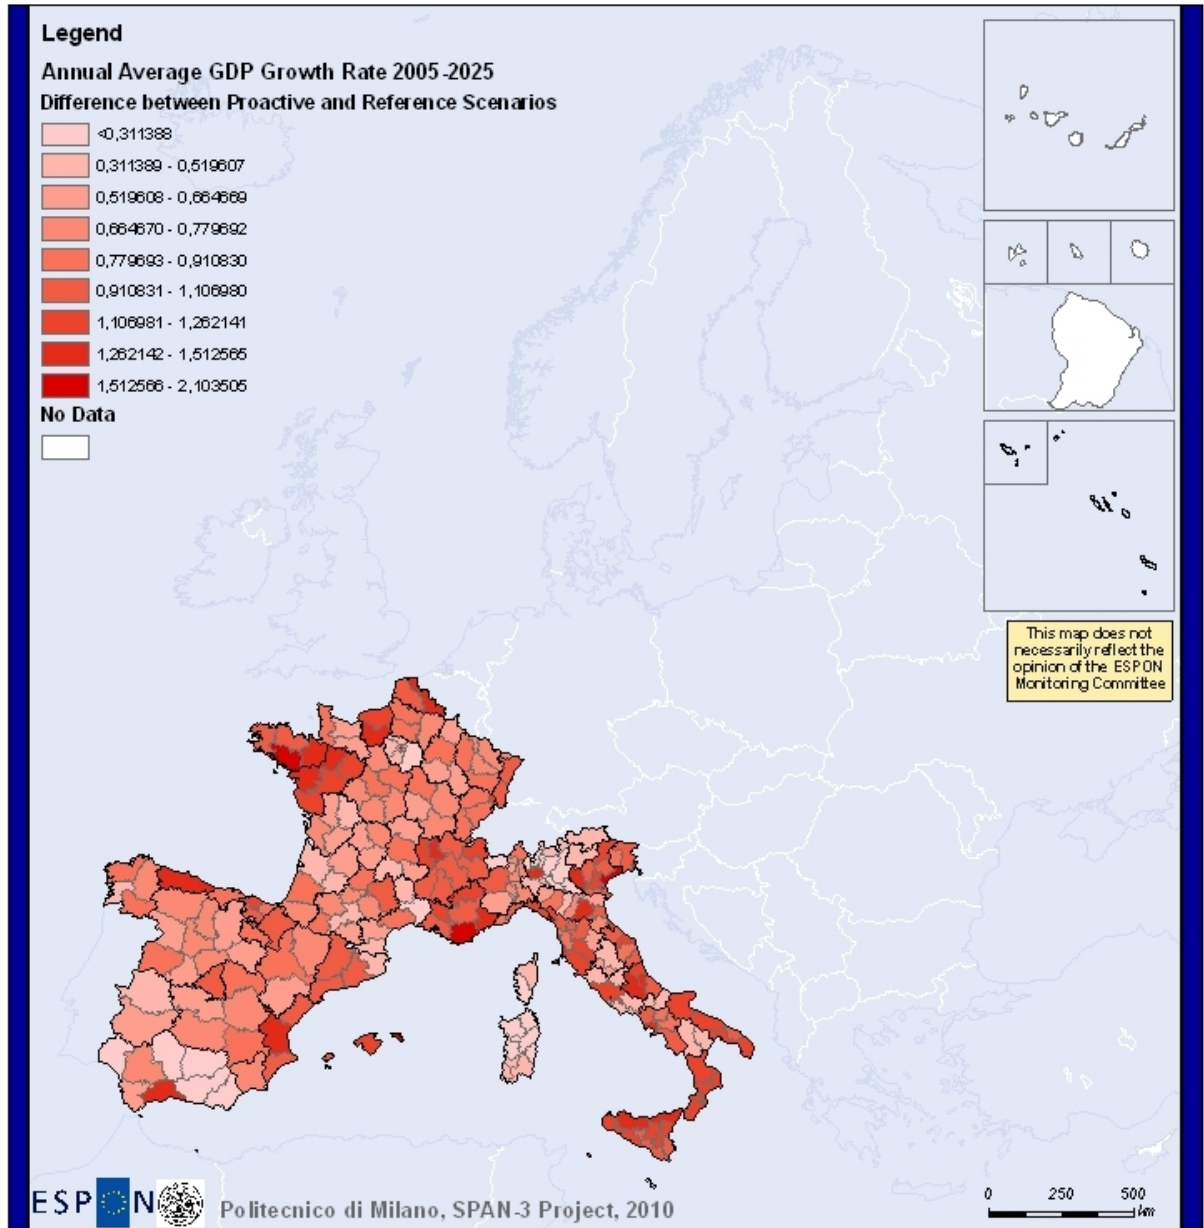 Legend
Annual Average GDP Growth Rate 2005-2025
Difference between Proactive and Reference Scenarios
<0,311388
0,311389 - 0,519607
0,519608 - 0,664669
0,664670 - 0,779692
0,779693 - 0,910830
0,910831 - 1,106980
1,106981 - 1,262141
1,262142 - 1,512565
1,512566 - 2,103505
No Data
This map does not
necessarily reflect the
opinion of the ESPON
Monitoring Committee
ESPON
Politecnico di Milano, SPAN-3 Project, 2010
0 250 500
km